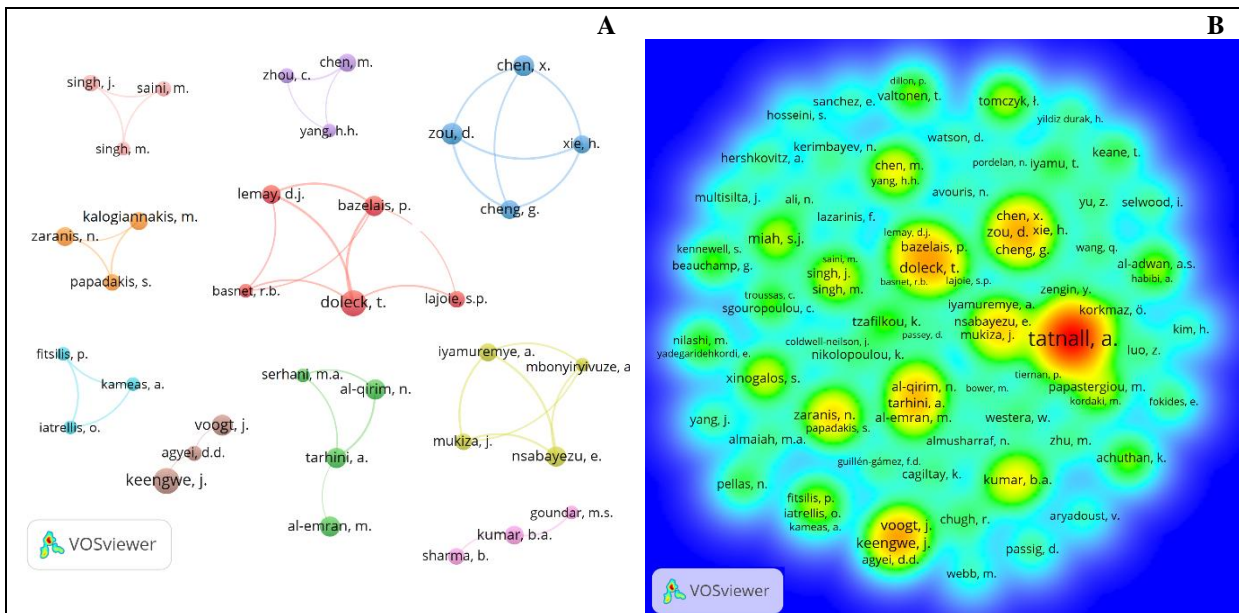 A
singh, j.
saini, m.
singh, m.
zhou, c.
chen, m.
yang, h.h.
chen, x.
zou, d.
xie, h.
cheng, g.
kalogiannakis, m.
zaranis, n.
papadakis, s.
lemay, d.j.
bazelais, p.
basnet, r.b.
doleck, t.
lajoie, s.p.
fitsilis, p.
kameas, a.
iatrellis, o.
voogt, j.
agyei, d.d.
keengwe, j.
serhani, m.a.
al-qirim, n.
tarhini, a.
al-emran, m.
iyamuremye, a.
mbonyiryivuze, a
mukiza, j.
nsabayezu, e.
goundar, m.s.
kumar, b.a.
sharma, b.
VOSviewer
B
dillon, p.
valtonen, t.
tomczyk, ł.
sanchez, e.
hosseini, s.
yildiz durak, h.
watson, d.
kerimbayev, n.
hershkovitz, a.
chen, m.
yang, h.h.
pordelan, n.
iyamu, t.
keane, t.
multisilta, j.
ali, n.
avouris, n.
lazarinis, f.
chen, x.
zou, d.
xie, h.
cheng, g.
yu, z.
selwood, i.
miah, s.j.
lemay, d.j.
bazelais, p.
doleck, t.
basnet, r.b.
lajoie, s.p.
wang, q.
kennewell, s.
beauchamp, g.
saini, m.
singh, j.
singh, m.
al-adwan, a.s.
habibi, a.
troussas, c.
sgouropoulou, c.
zengin, y.
korkmaz, ö.
iyamuremye, a.
nsabayezu, e.
mukiza, j.
tzafilkou, k.
passey, d.
tatnall, a.
kim, h.
luo, z.
nilashi, m.
yadegaridehkordi, e.
coldwell-neilson, j.
nikolopoulou, k.
tiernan, p.
papastergiou, m.
kordaki, m.
xinogalos, s.
al-qirim, n.
tarhini, a.
al-emran, m.
bower, m.
fokides, e.
yang, j.
zaranis, n.
papadakis, s.
westera, w.
almaiah, m.a.
almusharraf, n.
zhu, m.
guillén-gámez, f.d.
cagiltay, k.
achuthan, k.
pellas, n.
kumar, b.a.
fitsilis, p.
iatrellis, o.
kameas, a.
voogt, j.
keengwe, j.
agyei, d.d.
chugh, r.
aryadoust, v.
passig, d.
webb, m.
VOSviewer